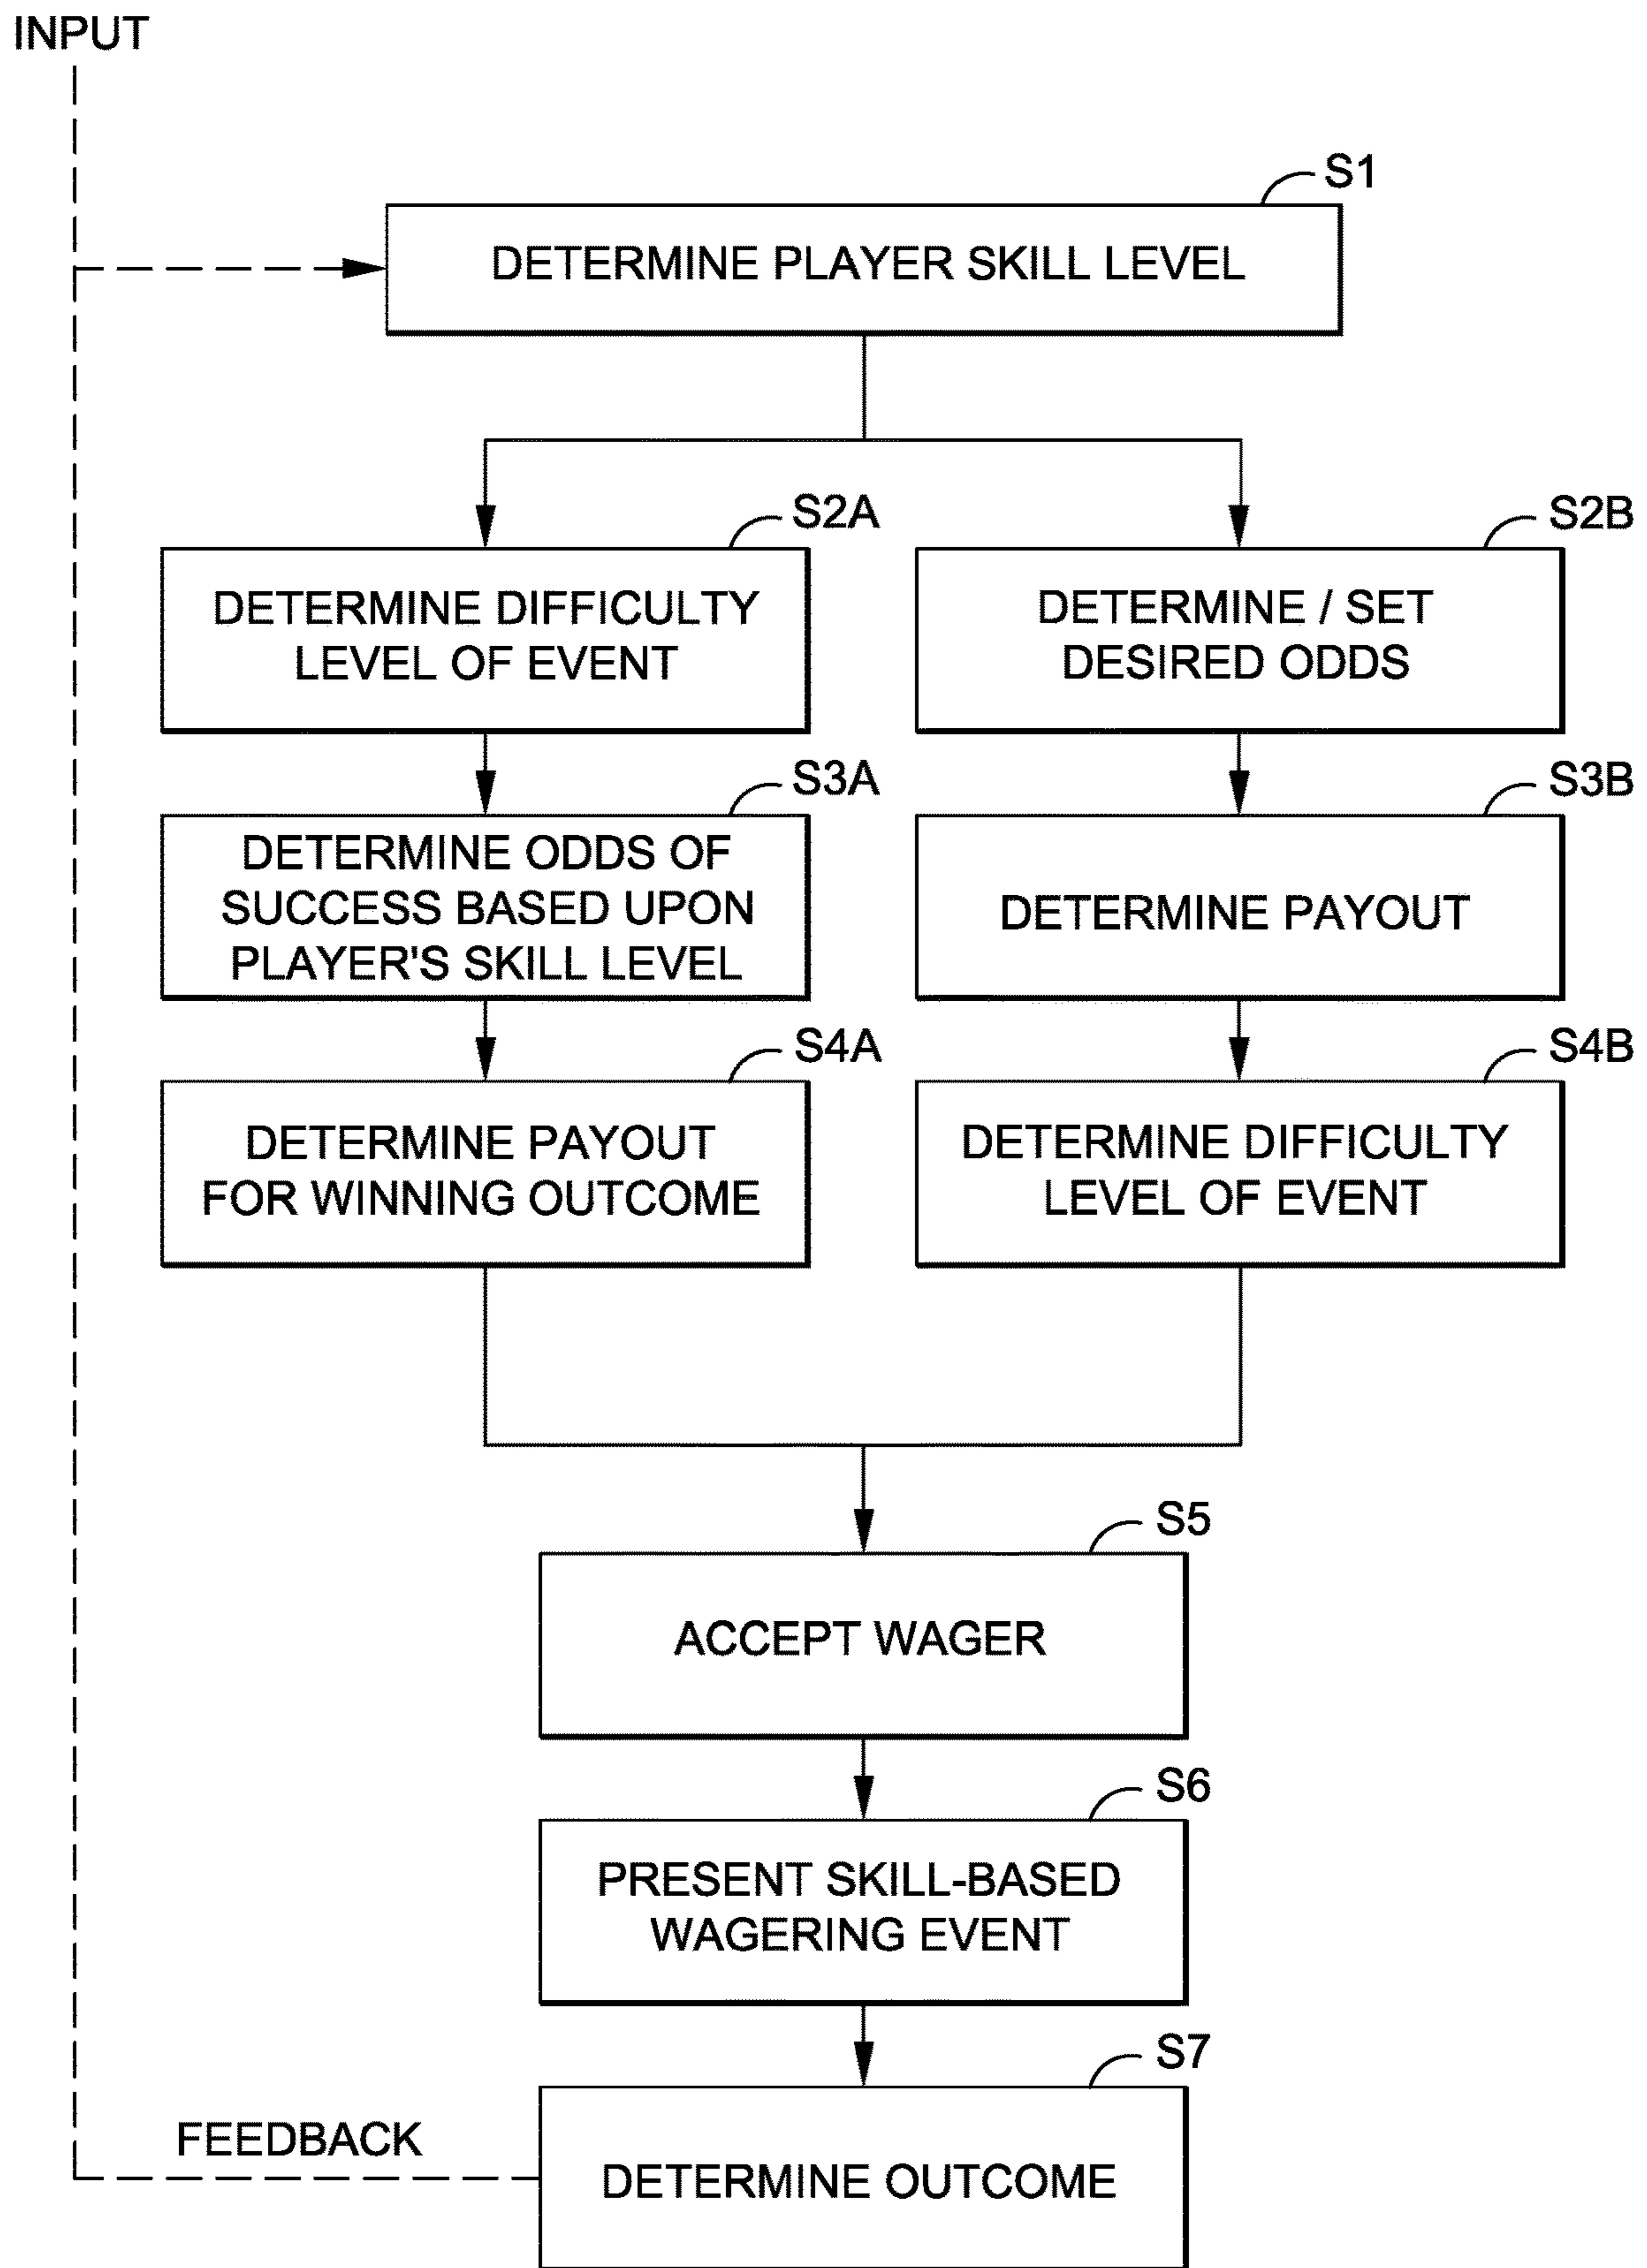 INPUT
S1
DETERMINE PLAYER SKILL LEVEL
S2A
DETERMINE DIFFICULTY
LEVEL OF EVENT
S2B
DETERMINE / SET
DESIRED ODDS
S3A
DETERMINE ODDS OF
SUCCESS BASED UPON
PLAYER'S SKILL LEVEL
S3B
DETERMINE PAYOUT
S4A
DETERMINE PAYOUT
FOR WINNING OUTCOME
S4B
DETERMINE DIFFICULTY
LEVEL OF EVENT
S5
ACCEPT WAGER
S6
PRESENT SKILL-BASED
WAGERING EVENT
S7
FEEDBACK
DETERMINE OUTCOME